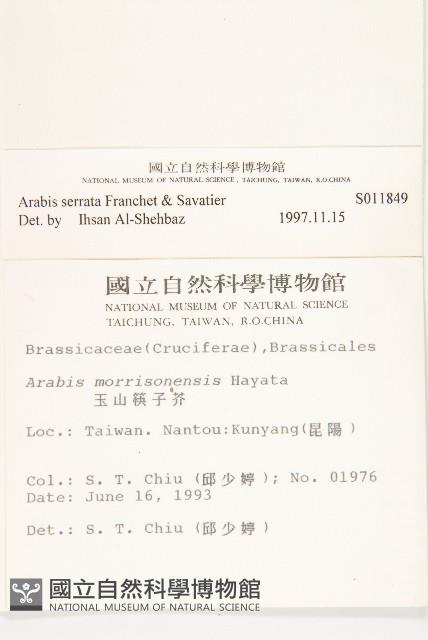 國立自然科學博物館
NATIONAL MUSEUM OF NATURAL SCIENCE, TAICHUNG, TAIWAN, R.O.CHINA
Arabis serrata Franchet & Savatier S011849
Det. by Ihsan Al-Shehbaz 1997.11.15
國立自然科學博物館
NATIONAL MUSEUM OF NATURAL SCIENCE
TAICHUNG, TAIWAN, R.O.CHINA
Brassicaceae(Cruciferae),Brassicales
Arabis morrisonensis Hayata
玉山筷子芥
Loc.: Taiwan. Nantou:Kunyang(昆陽)
Col.: S. T. Chiu (邱少婷); No. 01976
Date: June 16, 1993
Det.: S. T. Chiu (邱少婷)
國立自然科學博物館
NATIONAL MUSEUM OF NATURAL SCIENCE